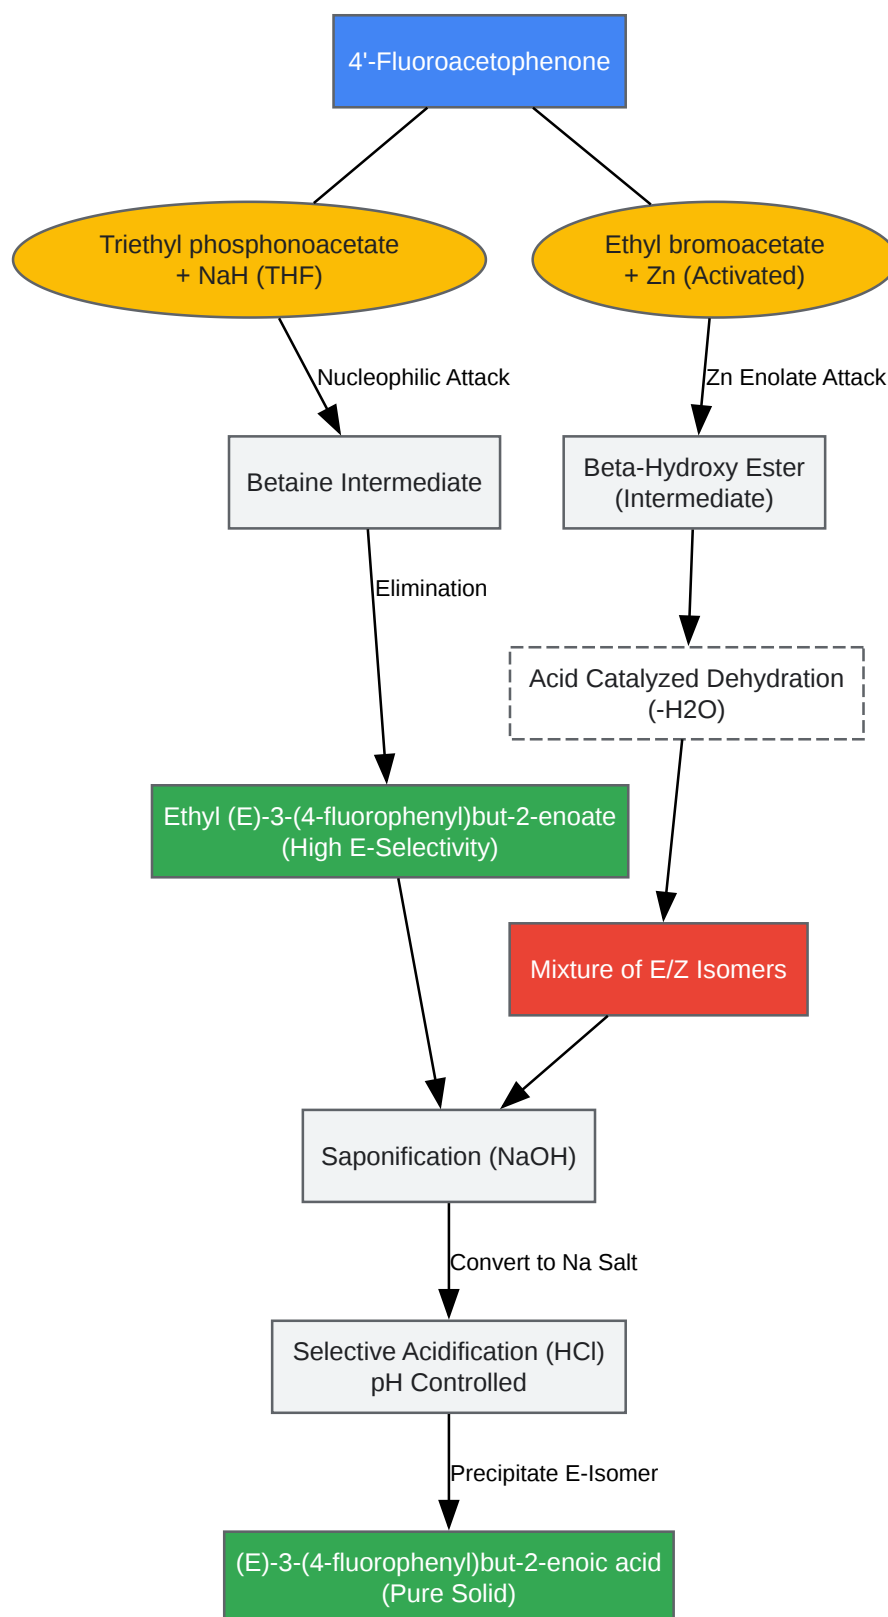 4'-Fluoroacetophenone
Triethyl phosphonoacetate
+ NaH (THF)
Ethyl bromoacetate
+ Zn (Activated)
Nucleophilic Attack
Zn Enolate Attack
Betaine Intermediate
Beta-Hydroxy Ester
(Intermediate)
Elimination
Acid Catalyzed Dehydration
(-H2O)
Ethyl (E)-3-(4-fluorophenyl)but-2-enoate
(High E-Selectivity)
Mixture of E/Z Isomers
Saponification (NaOH)
Convert to Na Salt
Selective Acidification (HCl)
pH Controlled
Precipitate E-Isomer
(E)-3-(4-fluorophenyl)but-2-enoic acid
(Pure Solid)